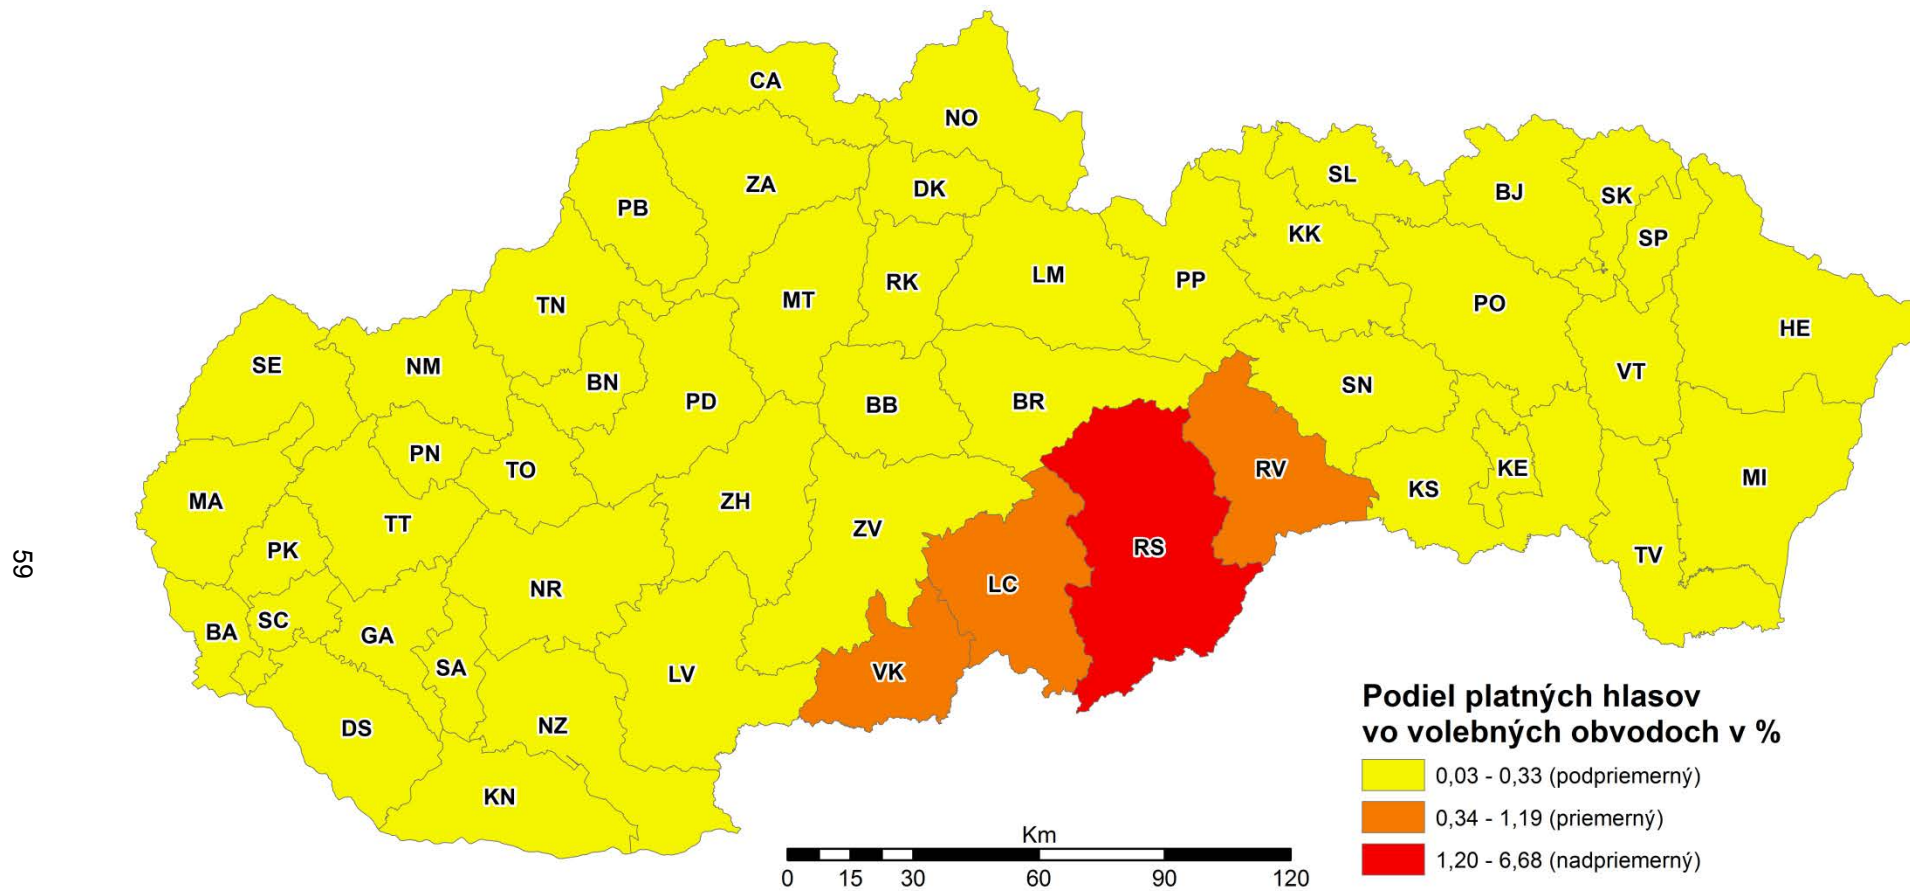 CA
NO
ZA
DK
PB
SL
BJ
SK
SP
KK
LM
PP
RK
MT
TN
PO
HE
SE
NM
BN
PD
BB
BR
SN
VT
PN
TO
RV
KE
KS
MI
MA
TT
ZH
ZV
PK
RS
TV
NR
LC
BA
SC
GA
SA
LV
VK
DS
NZ
KN
59
Podiel platných hlasov
vo volebných obvodoch v %
0,03 - 0,33 (podpriemerný)
0,34 - 1,19 (priemerný)
1,20 - 6,68 (nadpriemerný)
Km
0 15 30 60 90 120